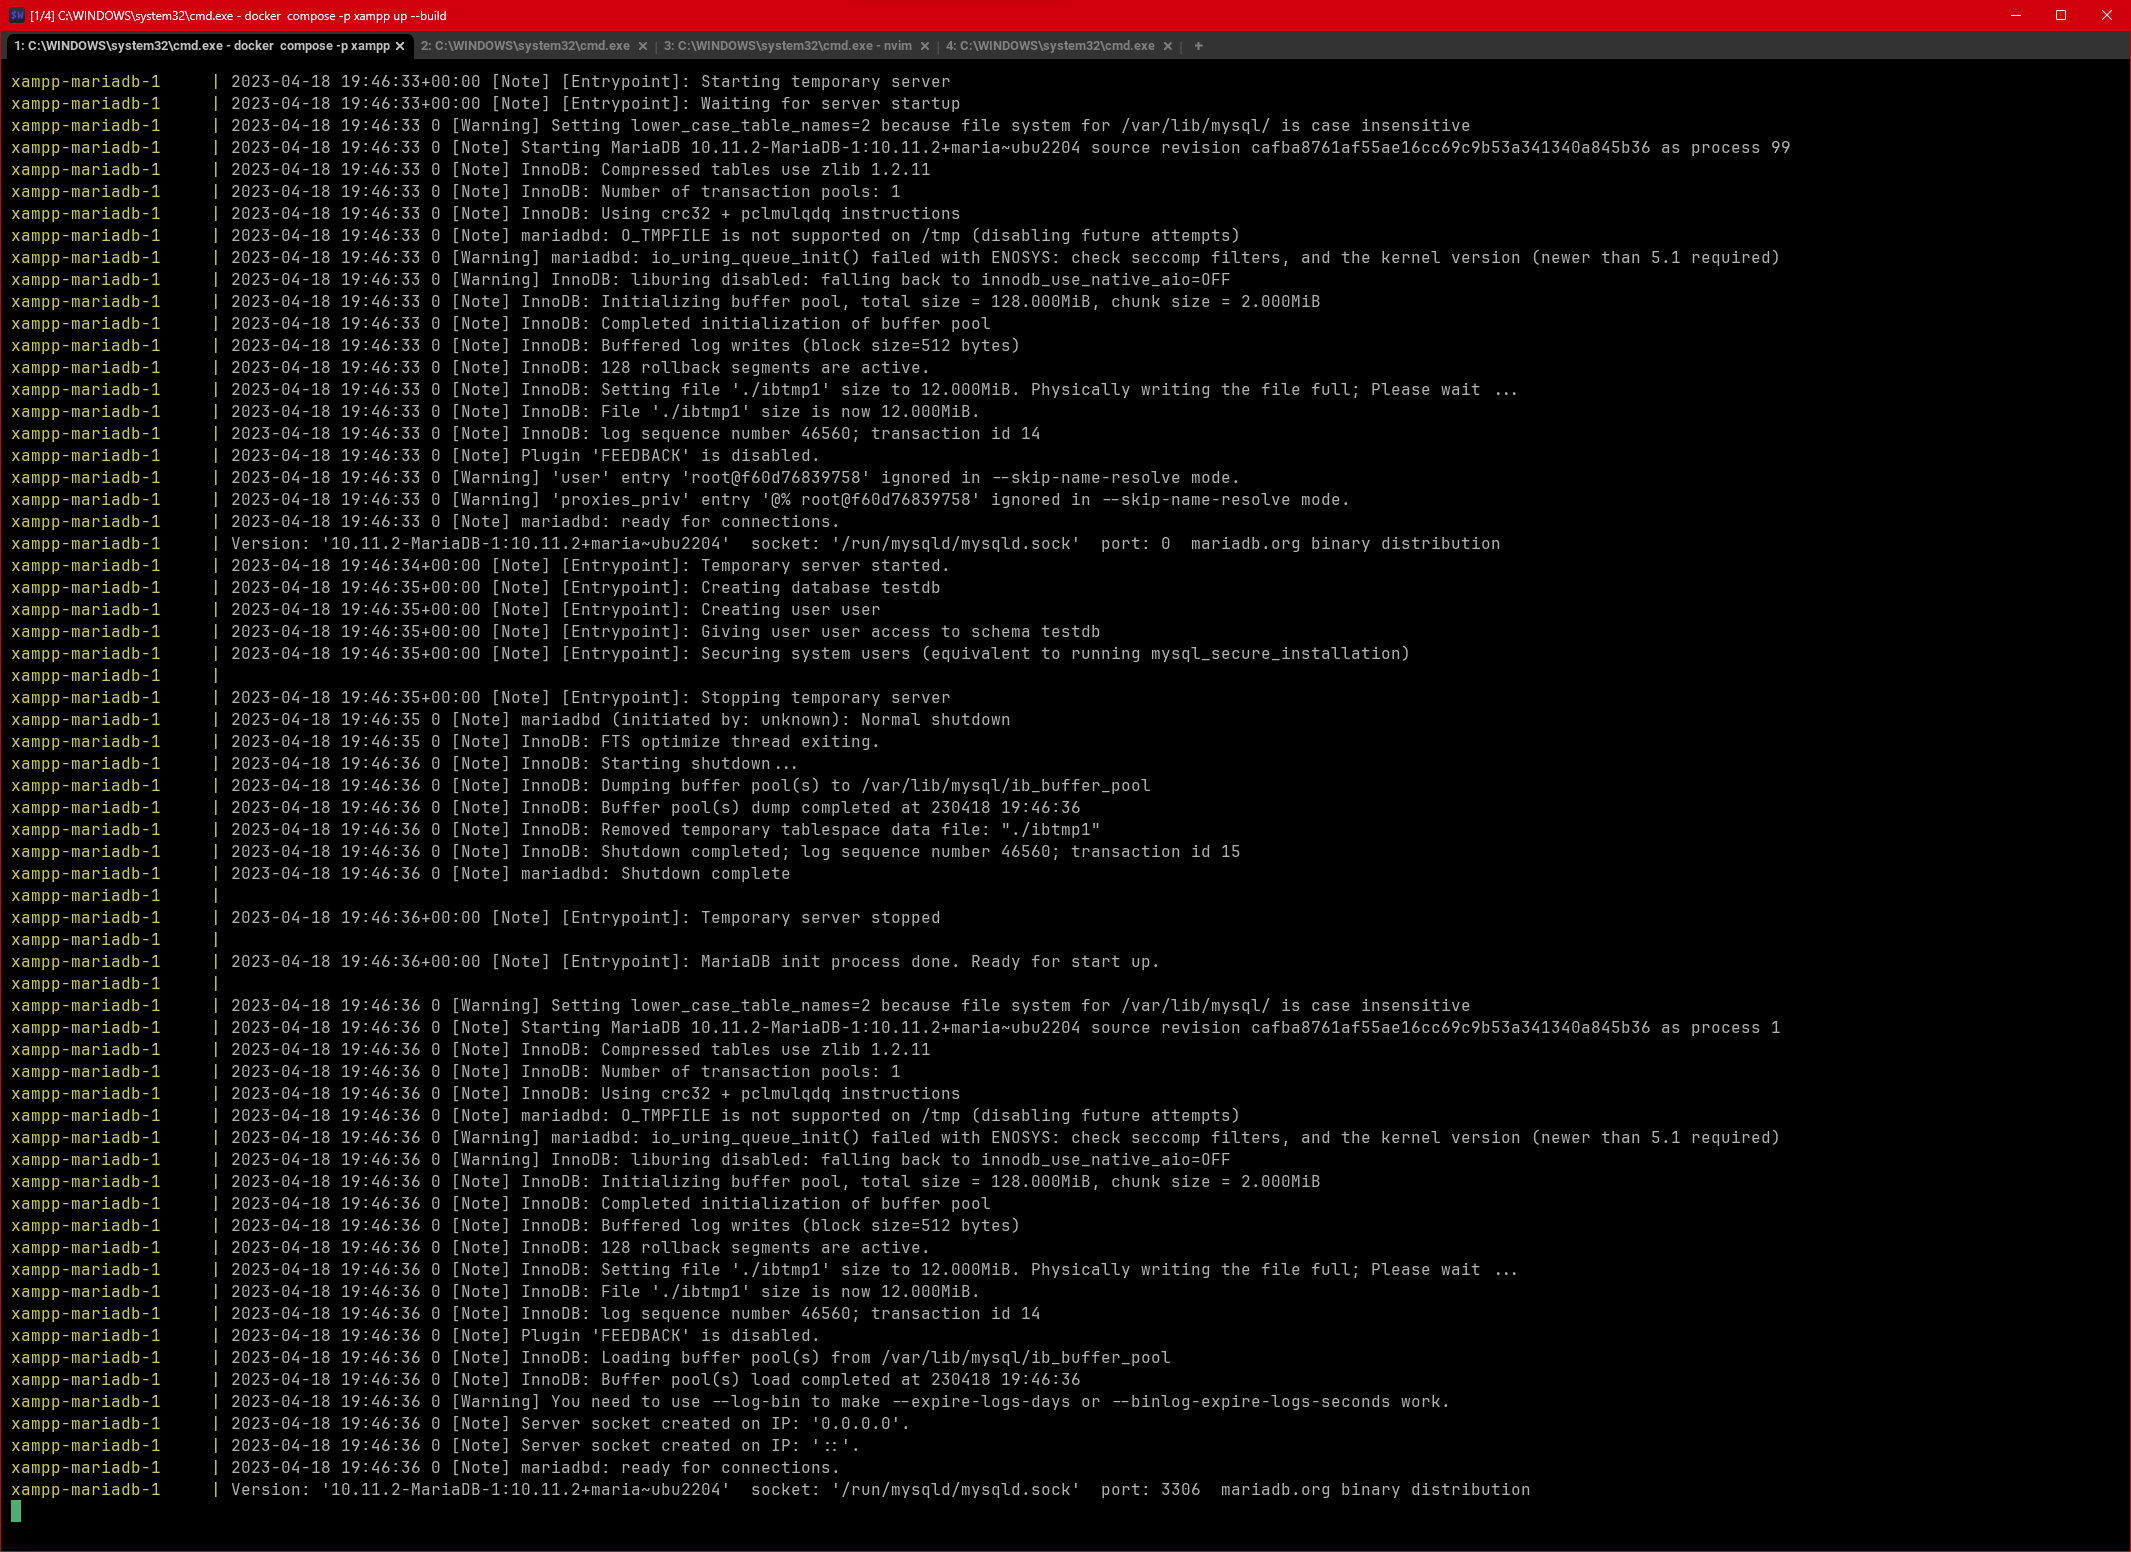 [1/4] C:\WINDOWS\system32\cmd.exe - docker  compose -p xampp up --build
1: C:\WINDOWS\system32\cmd.exe - docker  compose -p xampp × 2: C:\WINDOWS\system32\cmd.exe × | 3: C:\WINDOWS\system32\cmd.exe - nvim × | 4: C:\WINDOWS\system32\cmd.exe × | +
xampp-mariadb-1     | 2023-04-18 19:46:33+00:00 [Note] [Entrypoint]: Starting temporary server
xampp-mariadb-1     | 2023-04-18 19:46:33+00:00 [Note] [Entrypoint]: Waiting for server startup
xampp-mariadb-1     | 2023-04-18 19:46:33 0 [Warning] Setting lower_case_table_names=2 because file system for /var/lib/mysql/ is case insensitive
xampp-mariadb-1     | 2023-04-18 19:46:33 0 [Note] Starting MariaDB 10.11.2-MariaDB-1:10.11.2+maria~ubu2204 source revision cafba8761af55ae16cc69c9b53a341340a845b36 as process 99
xampp-mariadb-1     | 2023-04-18 19:46:33 0 [Note] InnoDB: Compressed tables use zlib 1.2.11
xampp-mariadb-1     | 2023-04-18 19:46:33 0 [Note] InnoDB: Number of transaction pools: 1
xampp-mariadb-1     | 2023-04-18 19:46:33 0 [Note] InnoDB: Using crc32 + pclmulqdq instructions
xampp-mariadb-1     | 2023-04-18 19:46:33 0 [Note] mariadbd: O_TMPFILE is not supported on /tmp (disabling future attempts)
xampp-mariadb-1     | 2023-04-18 19:46:33 0 [Warning] mariadbd: io_uring_queue_init() failed with ENOSYS: check seccomp filters, and the kernel version (newer than 5.1 required)
xampp-mariadb-1     | 2023-04-18 19:46:33 0 [Warning] InnoDB: liburing disabled: falling back to innodb_use_native_aio=OFF
xampp-mariadb-1     | 2023-04-18 19:46:33 0 [Note] InnoDB: Initializing buffer pool, total size = 128.000MiB, chunk size = 2.000MiB
xampp-mariadb-1     | 2023-04-18 19:46:33 0 [Note] InnoDB: Completed initialization of buffer pool
xampp-mariadb-1     | 2023-04-18 19:46:33 0 [Note] InnoDB: Buffered log writes (block size=512 bytes)
xampp-mariadb-1     | 2023-04-18 19:46:33 0 [Note] InnoDB: 128 rollback segments are active.
xampp-mariadb-1     | 2023-04-18 19:46:33 0 [Note] InnoDB: Setting file './ibtmp1' size to 12.000MiB. Physically writing the file full; Please wait ...
xampp-mariadb-1     | 2023-04-18 19:46:33 0 [Note] InnoDB: File './ibtmp1' size is now 12.000MiB.
xampp-mariadb-1     | 2023-04-18 19:46:33 0 [Note] InnoDB: log sequence number 46560; transaction id 14
xampp-mariadb-1     | 2023-04-18 19:46:33 0 [Note] Plugin 'FEEDBACK' is disabled.
xampp-mariadb-1     | 2023-04-18 19:46:33 0 [Warning] 'user' entry 'root@f60d76839758' ignored in --skip-name-resolve mode.
xampp-mariadb-1     | 2023-04-18 19:46:33 0 [Warning] 'proxies_priv' entry '@% root@f60d76839758' ignored in --skip-name-resolve mode.
xampp-mariadb-1     | 2023-04-18 19:46:33 0 [Note] mariadbd: ready for connections.
xampp-mariadb-1     | Version: '10.11.2-MariaDB-1:10.11.2+maria~ubu2204'  socket: '/run/mysqld/mysqld.sock'  port: 0  mariadb.org binary distribution
xampp-mariadb-1     | 2023-04-18 19:46:34+00:00 [Note] [Entrypoint]: Temporary server started.
xampp-mariadb-1     | 2023-04-18 19:46:35+00:00 [Note] [Entrypoint]: Creating database testdb
xampp-mariadb-1     | 2023-04-18 19:46:35+00:00 [Note] [Entrypoint]: Creating user user
xampp-mariadb-1     | 2023-04-18 19:46:35+00:00 [Note] [Entrypoint]: Giving user user access to schema testdb
xampp-mariadb-1     | 2023-04-18 19:46:35+00:00 [Note] [Entrypoint]: Securing system users (equivalent to running mysql_secure_installation)
xampp-mariadb-1     |
xampp-mariadb-1     | 2023-04-18 19:46:35+00:00 [Note] [Entrypoint]: Stopping temporary server
xampp-mariadb-1     | 2023-04-18 19:46:35 0 [Note] mariadbd (initiated by: unknown): Normal shutdown
xampp-mariadb-1     | 2023-04-18 19:46:35 0 [Note] InnoDB: FTS optimize thread exiting.
xampp-mariadb-1     | 2023-04-18 19:46:36 0 [Note] InnoDB: Starting shutdown...
xampp-mariadb-1     | 2023-04-18 19:46:36 0 [Note] InnoDB: Dumping buffer pool(s) to /var/lib/mysql/ib_buffer_pool
xampp-mariadb-1     | 2023-04-18 19:46:36 0 [Note] InnoDB: Buffer pool(s) dump completed at 230418 19:46:36
xampp-mariadb-1     | 2023-04-18 19:46:36 0 [Note] InnoDB: Removed temporary tablespace data file: "./ibtmp1"
xampp-mariadb-1     | 2023-04-18 19:46:36 0 [Note] InnoDB: Shutdown completed; log sequence number 46560; transaction id 15
xampp-mariadb-1     | 2023-04-18 19:46:36 0 [Note] mariadbd: Shutdown complete
xampp-mariadb-1     |
xampp-mariadb-1     | 2023-04-18 19:46:36+00:00 [Note] [Entrypoint]: Temporary server stopped
xampp-mariadb-1     |
xampp-mariadb-1     | 2023-04-18 19:46:36+00:00 [Note] [Entrypoint]: MariaDB init process done. Ready for start up.
xampp-mariadb-1     |
xampp-mariadb-1     | 2023-04-18 19:46:36 0 [Warning] Setting lower_case_table_names=2 because file system for /var/lib/mysql/ is case insensitive
xampp-mariadb-1     | 2023-04-18 19:46:36 0 [Note] Starting MariaDB 10.11.2-MariaDB-1:10.11.2+maria~ubu2204 source revision cafba8761af55ae16cc69c9b53a341340a845b36 as process 1
xampp-mariadb-1     | 2023-04-18 19:46:36 0 [Note] InnoDB: Compressed tables use zlib 1.2.11
xampp-mariadb-1     | 2023-04-18 19:46:36 0 [Note] InnoDB: Number of transaction pools: 1
xampp-mariadb-1     | 2023-04-18 19:46:36 0 [Note] InnoDB: Using crc32 + pclmulqdq instructions
xampp-mariadb-1     | 2023-04-18 19:46:36 0 [Note] mariadbd: O_TMPFILE is not supported on /tmp (disabling future attempts)
xampp-mariadb-1     | 2023-04-18 19:46:36 0 [Warning] mariadbd: io_uring_queue_init() failed with ENOSYS: check seccomp filters, and the kernel version (newer than 5.1 required)
xampp-mariadb-1     | 2023-04-18 19:46:36 0 [Warning] InnoDB: liburing disabled: falling back to innodb_use_native_aio=OFF
xampp-mariadb-1     | 2023-04-18 19:46:36 0 [Note] InnoDB: Initializing buffer pool, total size = 128.000MiB, chunk size = 2.000MiB
xampp-mariadb-1     | 2023-04-18 19:46:36 0 [Note] InnoDB: Completed initialization of buffer pool
xampp-mariadb-1     | 2023-04-18 19:46:36 0 [Note] InnoDB: Buffered log writes (block size=512 bytes)
xampp-mariadb-1     | 2023-04-18 19:46:36 0 [Note] InnoDB: 128 rollback segments are active.
xampp-mariadb-1     | 2023-04-18 19:46:36 0 [Note] InnoDB: Setting file './ibtmp1' size to 12.000MiB. Physically writing the file full; Please wait ...
xampp-mariadb-1     | 2023-04-18 19:46:36 0 [Note] InnoDB: File './ibtmp1' size is now 12.000MiB.
xampp-mariadb-1     | 2023-04-18 19:46:36 0 [Note] InnoDB: log sequence number 46560; transaction id 14
xampp-mariadb-1     | 2023-04-18 19:46:36 0 [Note] Plugin 'FEEDBACK' is disabled.
xampp-mariadb-1     | 2023-04-18 19:46:36 0 [Note] InnoDB: Loading buffer pool(s) from /var/lib/mysql/ib_buffer_pool
xampp-mariadb-1     | 2023-04-18 19:46:36 0 [Note] InnoDB: Buffer pool(s) load completed at 230418 19:46:36
xampp-mariadb-1     | 2023-04-18 19:46:36 0 [Warning] You need to use --log-bin to make --expire-logs-days or --binlog-expire-logs-seconds work.
xampp-mariadb-1     | 2023-04-18 19:46:36 0 [Note] Server socket created on IP: '0.0.0.0'.
xampp-mariadb-1     | 2023-04-18 19:46:36 0 [Note] Server socket created on IP: '::'.
xampp-mariadb-1     | 2023-04-18 19:46:36 0 [Note] mariadbd: ready for connections.
xampp-mariadb-1     | Version: '10.11.2-MariaDB-1:10.11.2+maria~ubu2204'  socket: '/run/mysqld/mysqld.sock'  port: 3306  mariadb.org binary distribution